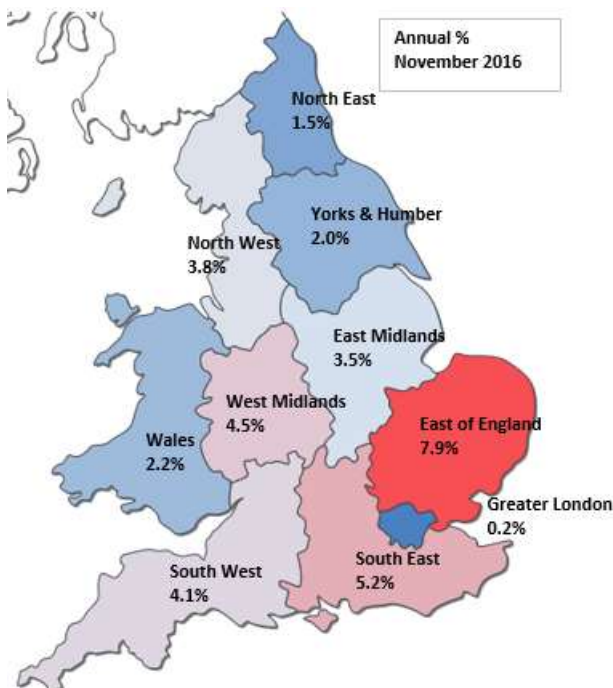 Annual %
November 2016
North East
1.5%
Yorks & Humber
2.0%
North West
3.8%
East Midlands
3.5%
West Midlands
4.5%
East of England
7.9%
Wales
2.2%
Greater London
0.2%
South East
5.2%
South West
4.1%